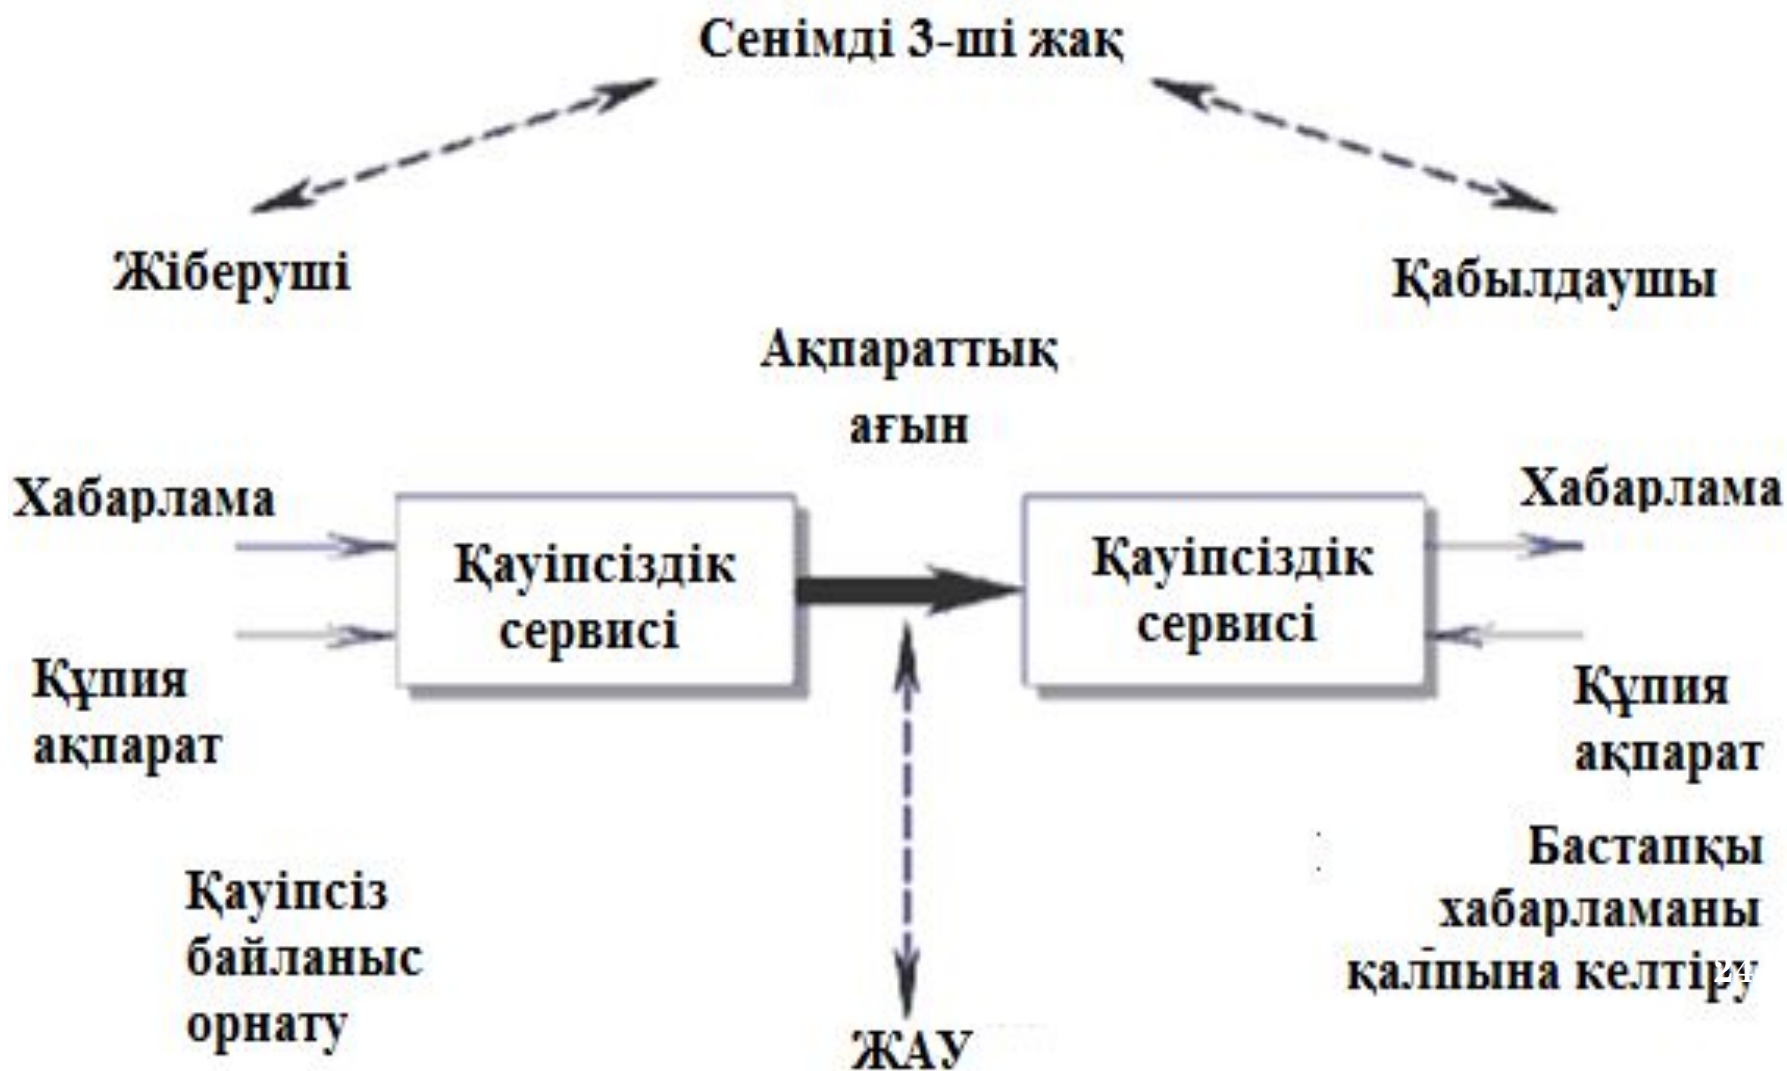 Сенімді 3-ші жақ
Жіберуші
Қабылдаушы
Ақпараттық
ағын
Хабарлама
Хабарлама
Қауіпсіздік
сервисі
Қауіпсіздік
сервисі
Құпия
ақпарат
Құпия
ақпарат
Қауіпсіз
байланыс
орнату
Бастапқы
хабарламаны
қалпына келтіру
24
ЖАУ